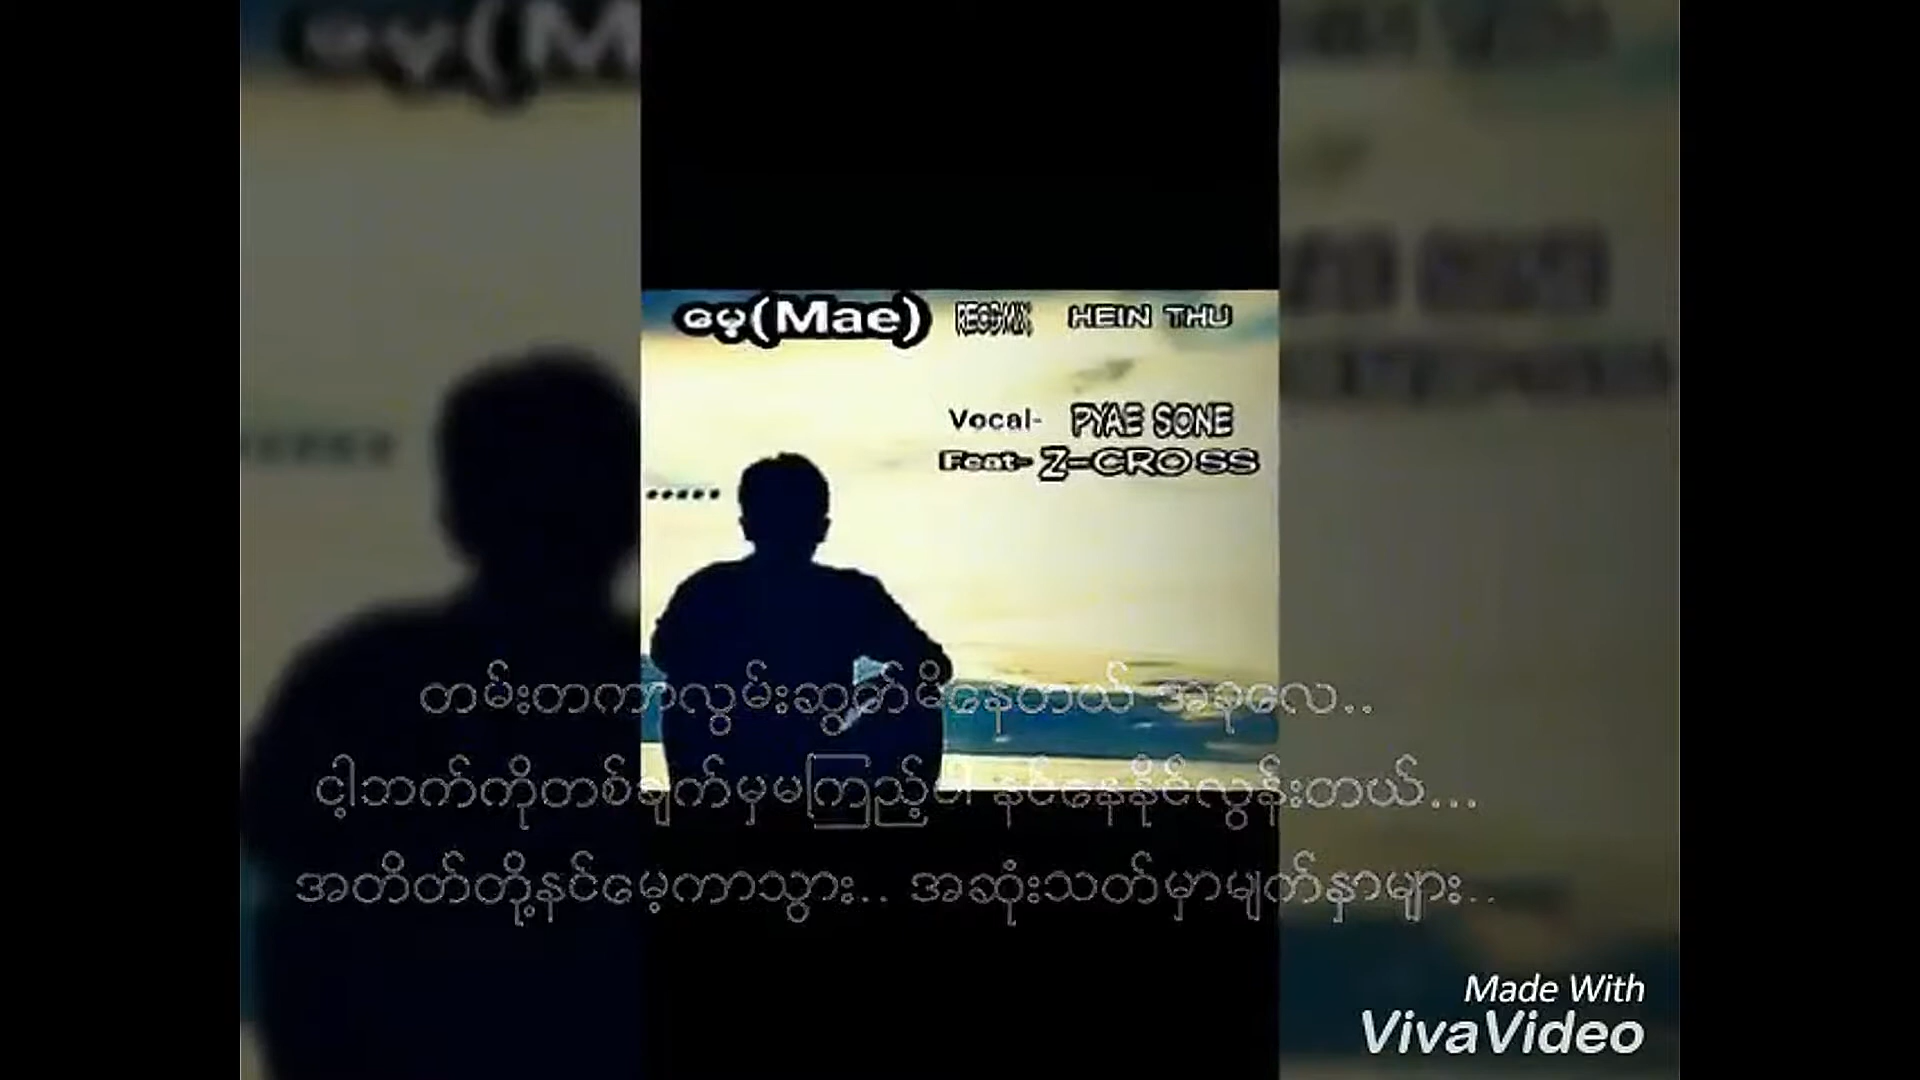 မေ့(Mae) REC&MIX HEIN THU
Vocal- PYAE SONE
Feat- Z-CROSS
.....
တမ်းတကာလွမ်းဆွတ်မိနေတယ် အခုလေ..
ငါ့ဘက်ကိုတစ်ချက်မှမကြည့်ပါ နင်နေနိုင်လွန်းတယ်...
အတိတ်တို့နင်မေ့ကာသွား.. အဆုံးသတ်မှာမျက်နှာများ..
Made With
VivaVideo